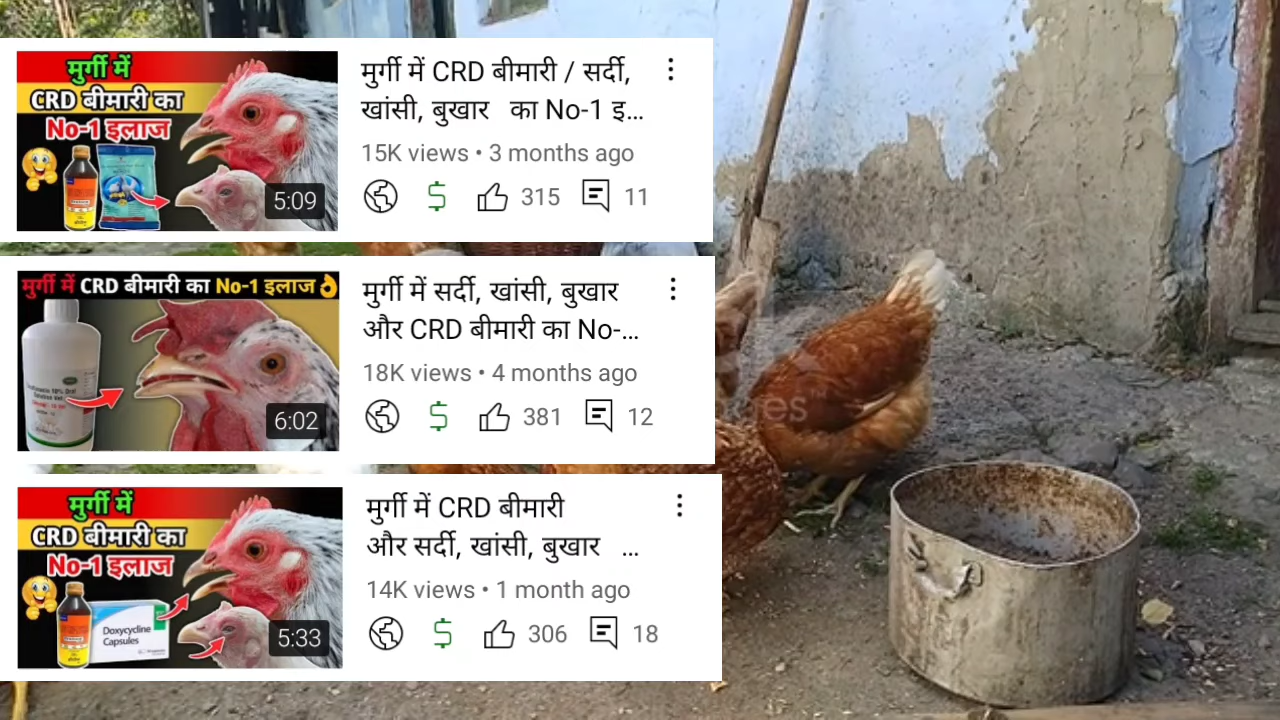 मुर्गी में
CRD बीमारी का
No-1 इलाज
5:09
मुर्गी में CRD बीमारी / सर्दी,
खांसी, बुखार का No-1 इ...
15K views • 3 months ago
315
11
मुर्गी में CRD बीमारी का No-1 इलाज
6:02
मुर्गी में सर्दी, खांसी, बुखार
और CRD बीमारी का No-...
18K views • 4 months ago
381
12
मुर्गी में
CRD बीमारी का
No-1 इलाज
Doxycycline
Capsules
5:33
मुर्गी में CRD बीमारी
और सर्दी, खांसी, बुखार ...
14K views • 1 month ago
306
18